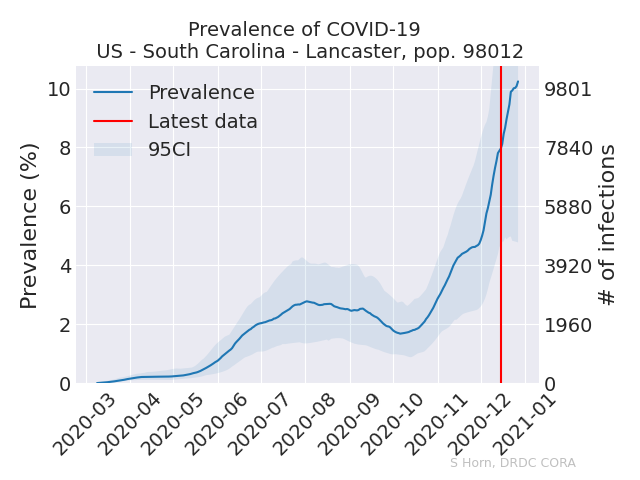 Prevalence of COVID-19
US - South Carolina - Lancaster, pop. 98012
Prevalence
Latest data
95CI
Prevalence (%)
10
8
6
4
2
0
9801
7840
5880
3920
1960
0
# of infections
2020-03
2020-04
2020-05
2020-06
2020-07
2020-08
2020-09
2020-10
2020-11
2020-12
2021-01
S Horn, DRDC CORA